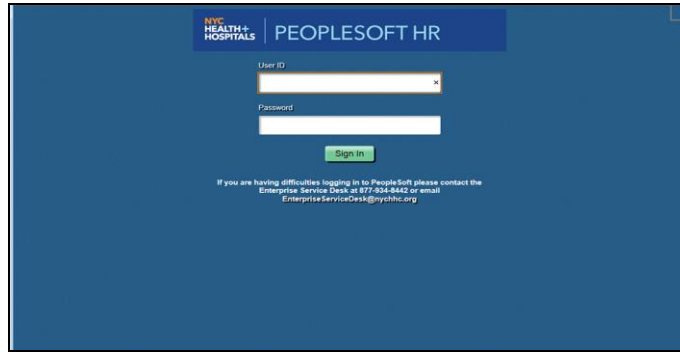 NYC
HEALTH+
HOSPITALS
PEOPLESOFT HR
User ID
×
Password
Sign In
If you are having difficulties logging in to PeopleSoft please contact the
Enterprise Service Desk at 877-934-8442 or email
EnterpriseServiceDesk@nychhc.org